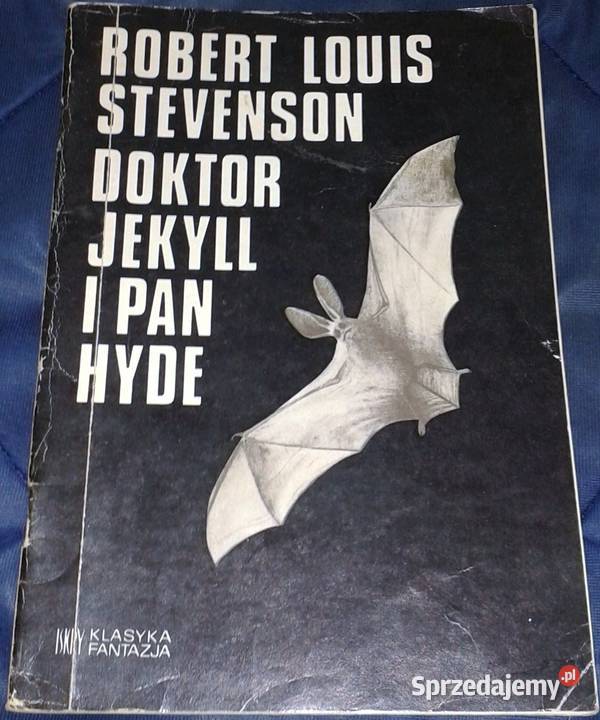 ROBERT LOUIS
STEVENSON
DOKTOR
JEKYLL
I PAN
HYDE
ISKRY KLASYKA
FANTAZJA
Sprzedajemy.pl